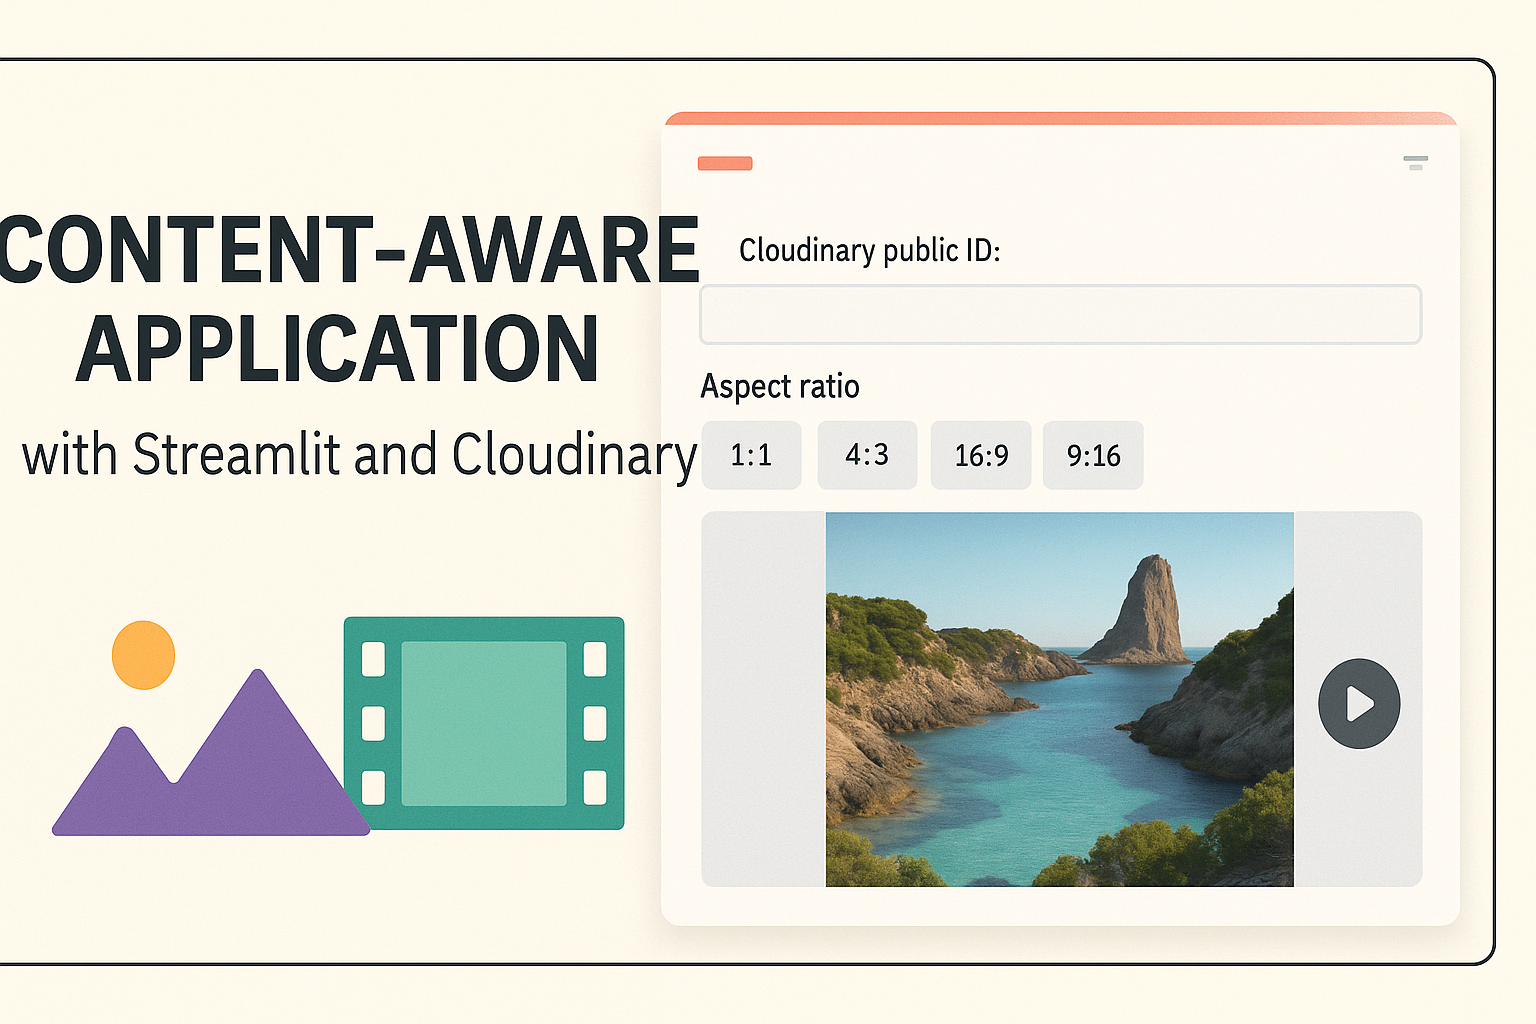 CONTENT-AWARE
APPLICATION
with Streamlit and Cloudinary
Cloudinary public ID:
Aspect ratio
1:1 4:3 16:9 9:16